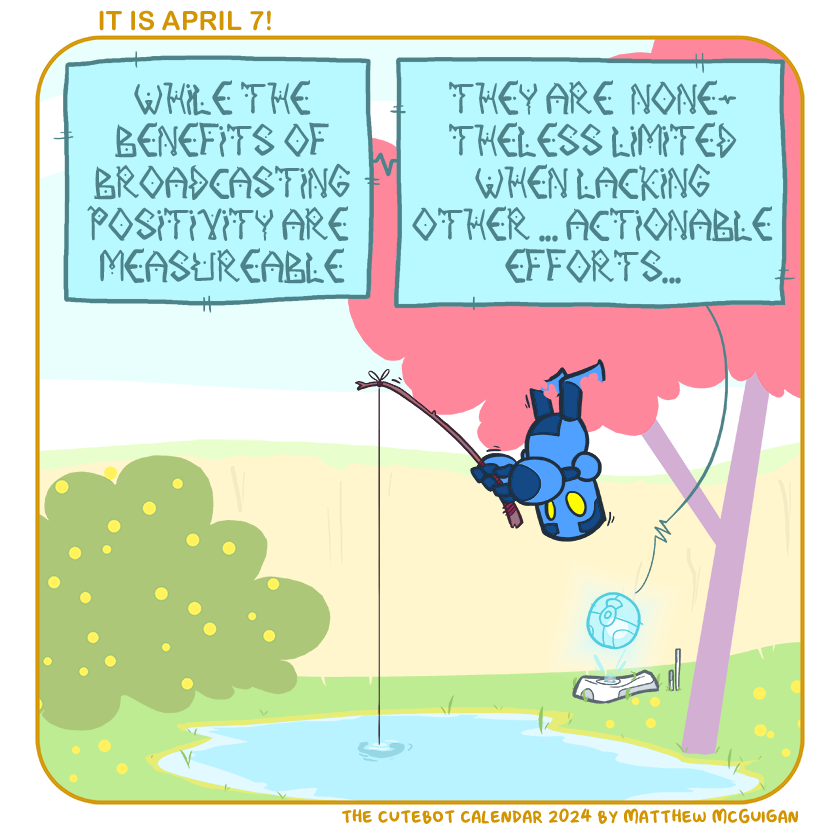 IT IS APRIL 7!
WHILE THE
BENEFITS OF
BROADCASTING
POSITIVITY ARE
MEASUREABLE
THEY ARE NONE-
THELESS LIMITED
WHEN LACKING
OTHER ... ACTIONABLE
EFFORTS...
THE CUTEBOT CALENDAR 2024 BY MATTHEW MCGUIGAN